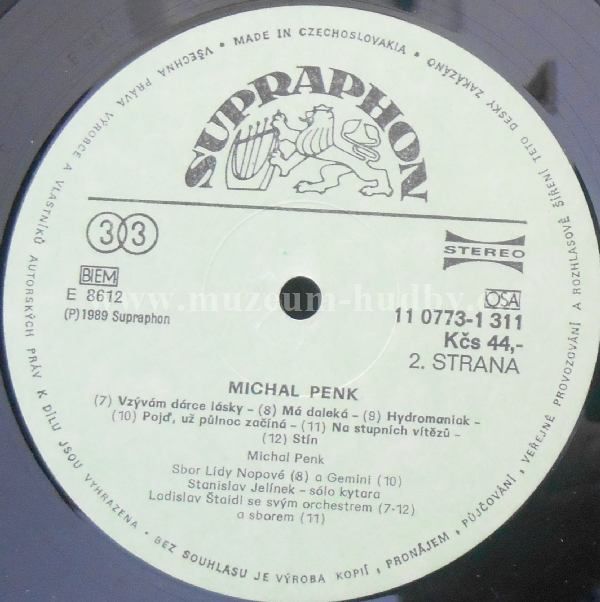 VŠECHNA PRÁVA VÝROBCE A VLASTNÍKŮ AUTORSKÝCH PRÁV K DÍLU JSOU VYHRAZENA • BEZ SOUHLASU JE VÝROBA KOPIÍ, PRONÁJEM, PŮJČOVÁNÍ, VEŘEJNÉ PROVOZOVÁNÍ A ROZHLASOVÉ ŠÍŘENÍ TÉTO DESKY ZAKÁZÁNO • MADE IN CZECHOSLOVAKIA •
SUPRAPHON
33
STEREO
BIEM
OSA
E 8612
11 0773-1 311
(P) 1989 Supraphon
Kčs 44,-
2. STRANA
www.muzeum-hudby.
MICHAL PENK
(7) Vzývám dárce lásky – (8) Má daleká – (9) Hydromaniak –
(10) Pojď, už půlnoc začíná – (11) Na stupních vítězů –
(12) Stín
Michal Penk
Sbor Lídy Nopové (8) a Gemini (10)
Stanislav Jelínek – sólo kytara
Ladislav Štaidl se svým orchestrem (7-12)
a sborem (11)